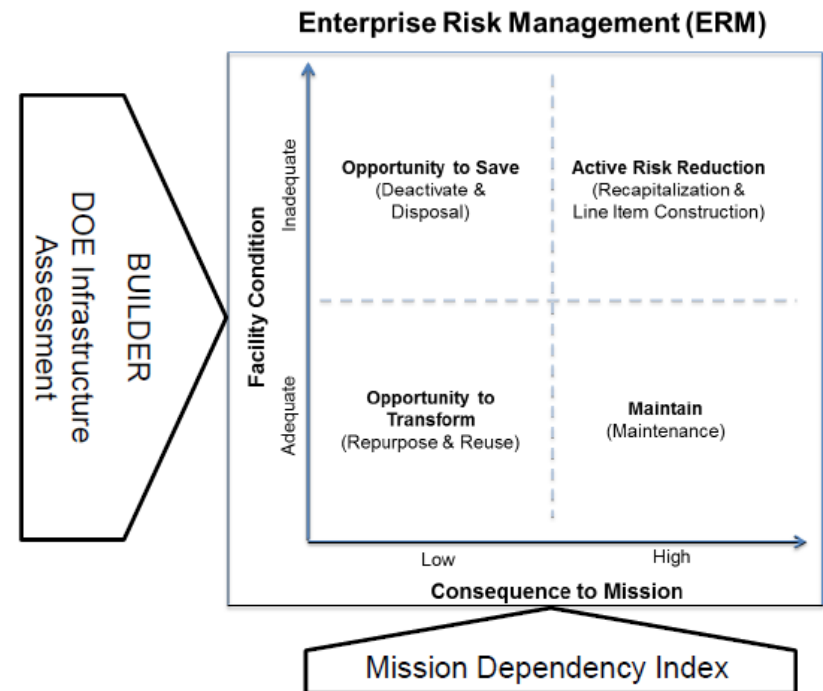 Enterprise Risk Management (ERM)
BUILDER
DOE Infrastructure
Assessment
Facility Condition
Inadequate
Adequate
Opportunity to Save
(Deactivate &
Disposal)
Active Risk Reduction
(Recapitalization &
Line Item Construction)
Opportunity to
Transform
(Repurpose & Reuse)
Maintain
(Maintenance)
Low
High
Consequence to Mission
Mission Dependency Index